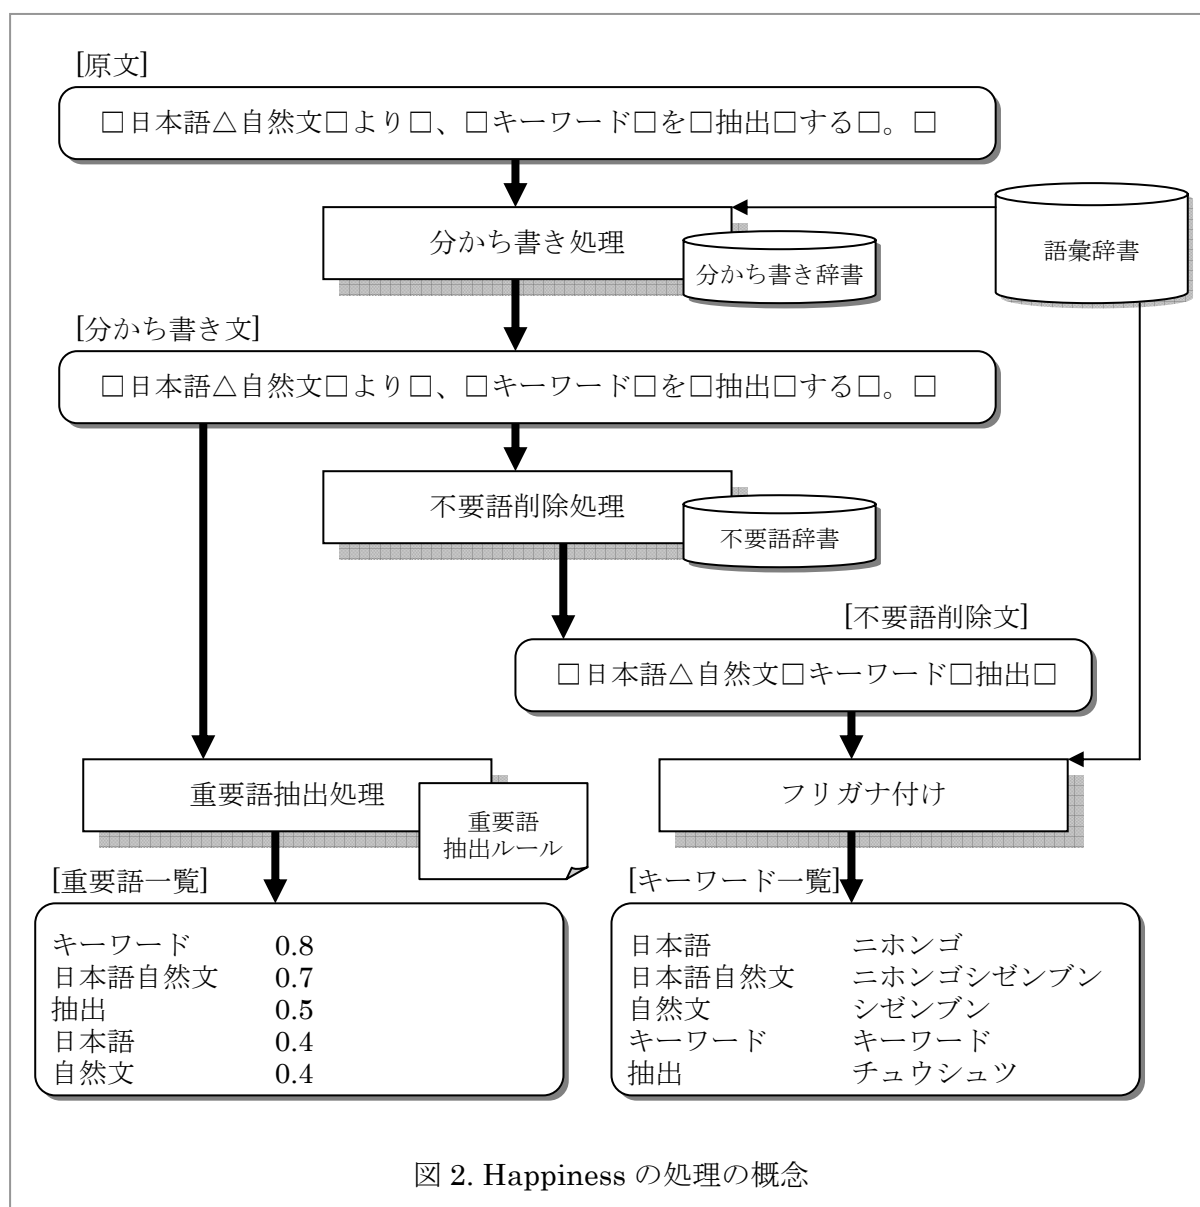 [原文]
□日本語△自然文□より□、□キーワード□を□抽出□する□。□
分かち書き処理
分かち書き辞書
語彙辞書
[分かち書き文]
□日本語△自然文□より□、□キーワード□を□抽出□する□。□
不要語削除処理
不要語辞書
[不要語削除文]
□日本語△自然文□キーワード□抽出□
重要語抽出処理
重要語
抽出ルール
フリガナ付け
[重要語一覧]
キーワード 0.8
日本語自然文 0.7
抽出 0.5
日本語 0.4
自然文 0.4
[キーワード一覧]
日本語 ニホンゴ
日本語自然文 ニホンゴシゼンブン
自然文 シゼンブン
キーワード キーワード
抽出 チュウシュツ
図 2. Happiness の処理の概念